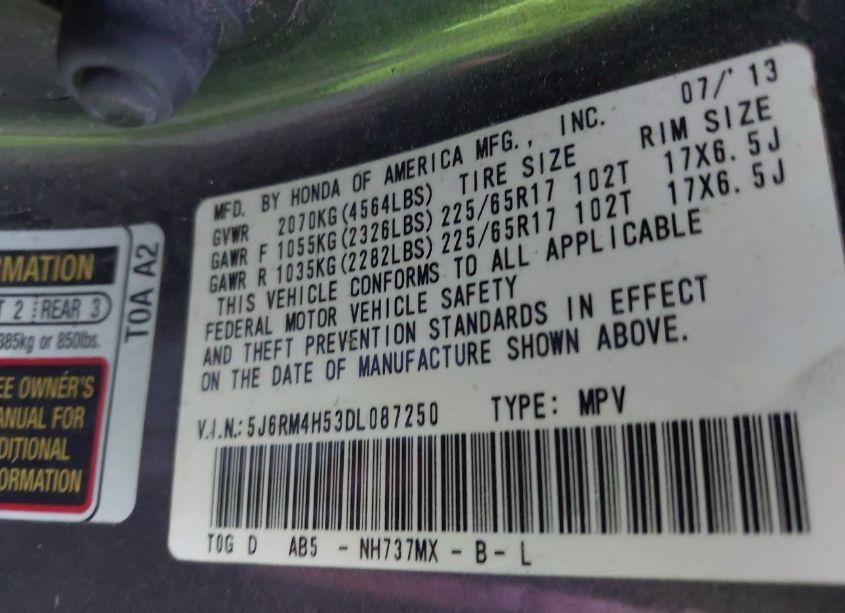 07/'13
MFD. BY HONDA OF AMERICA MFG., INC.
GVWR 2070KG(4564LBS) TIRE SIZE RIM SIZE
GAWR F 1055KG(2326LBS) 225/65R17 102T 17X6.5J
GAWR R 1035KG(2282LBS) 225/65R17 102T 17X6.5J
THIS VEHICLE CONFORMS TO ALL APPLICABLE
FEDERAL MOTOR VEHICLE SAFETY
AND THEFT PREVENTION STANDARDS IN EFFECT
ON THE DATE OF MANUFACTURE SHOWN ABOVE.
V.I.N.: 5J6RM4H53DL087250 TYPE: MPV
T0G D AB5 - NH737MX - B - L
RMATION
T 2 REAR 3
385kg or 850lbs.
EE OWNER'S
ANUAL FOR
DITIONAL
FORMATION
T0A A2